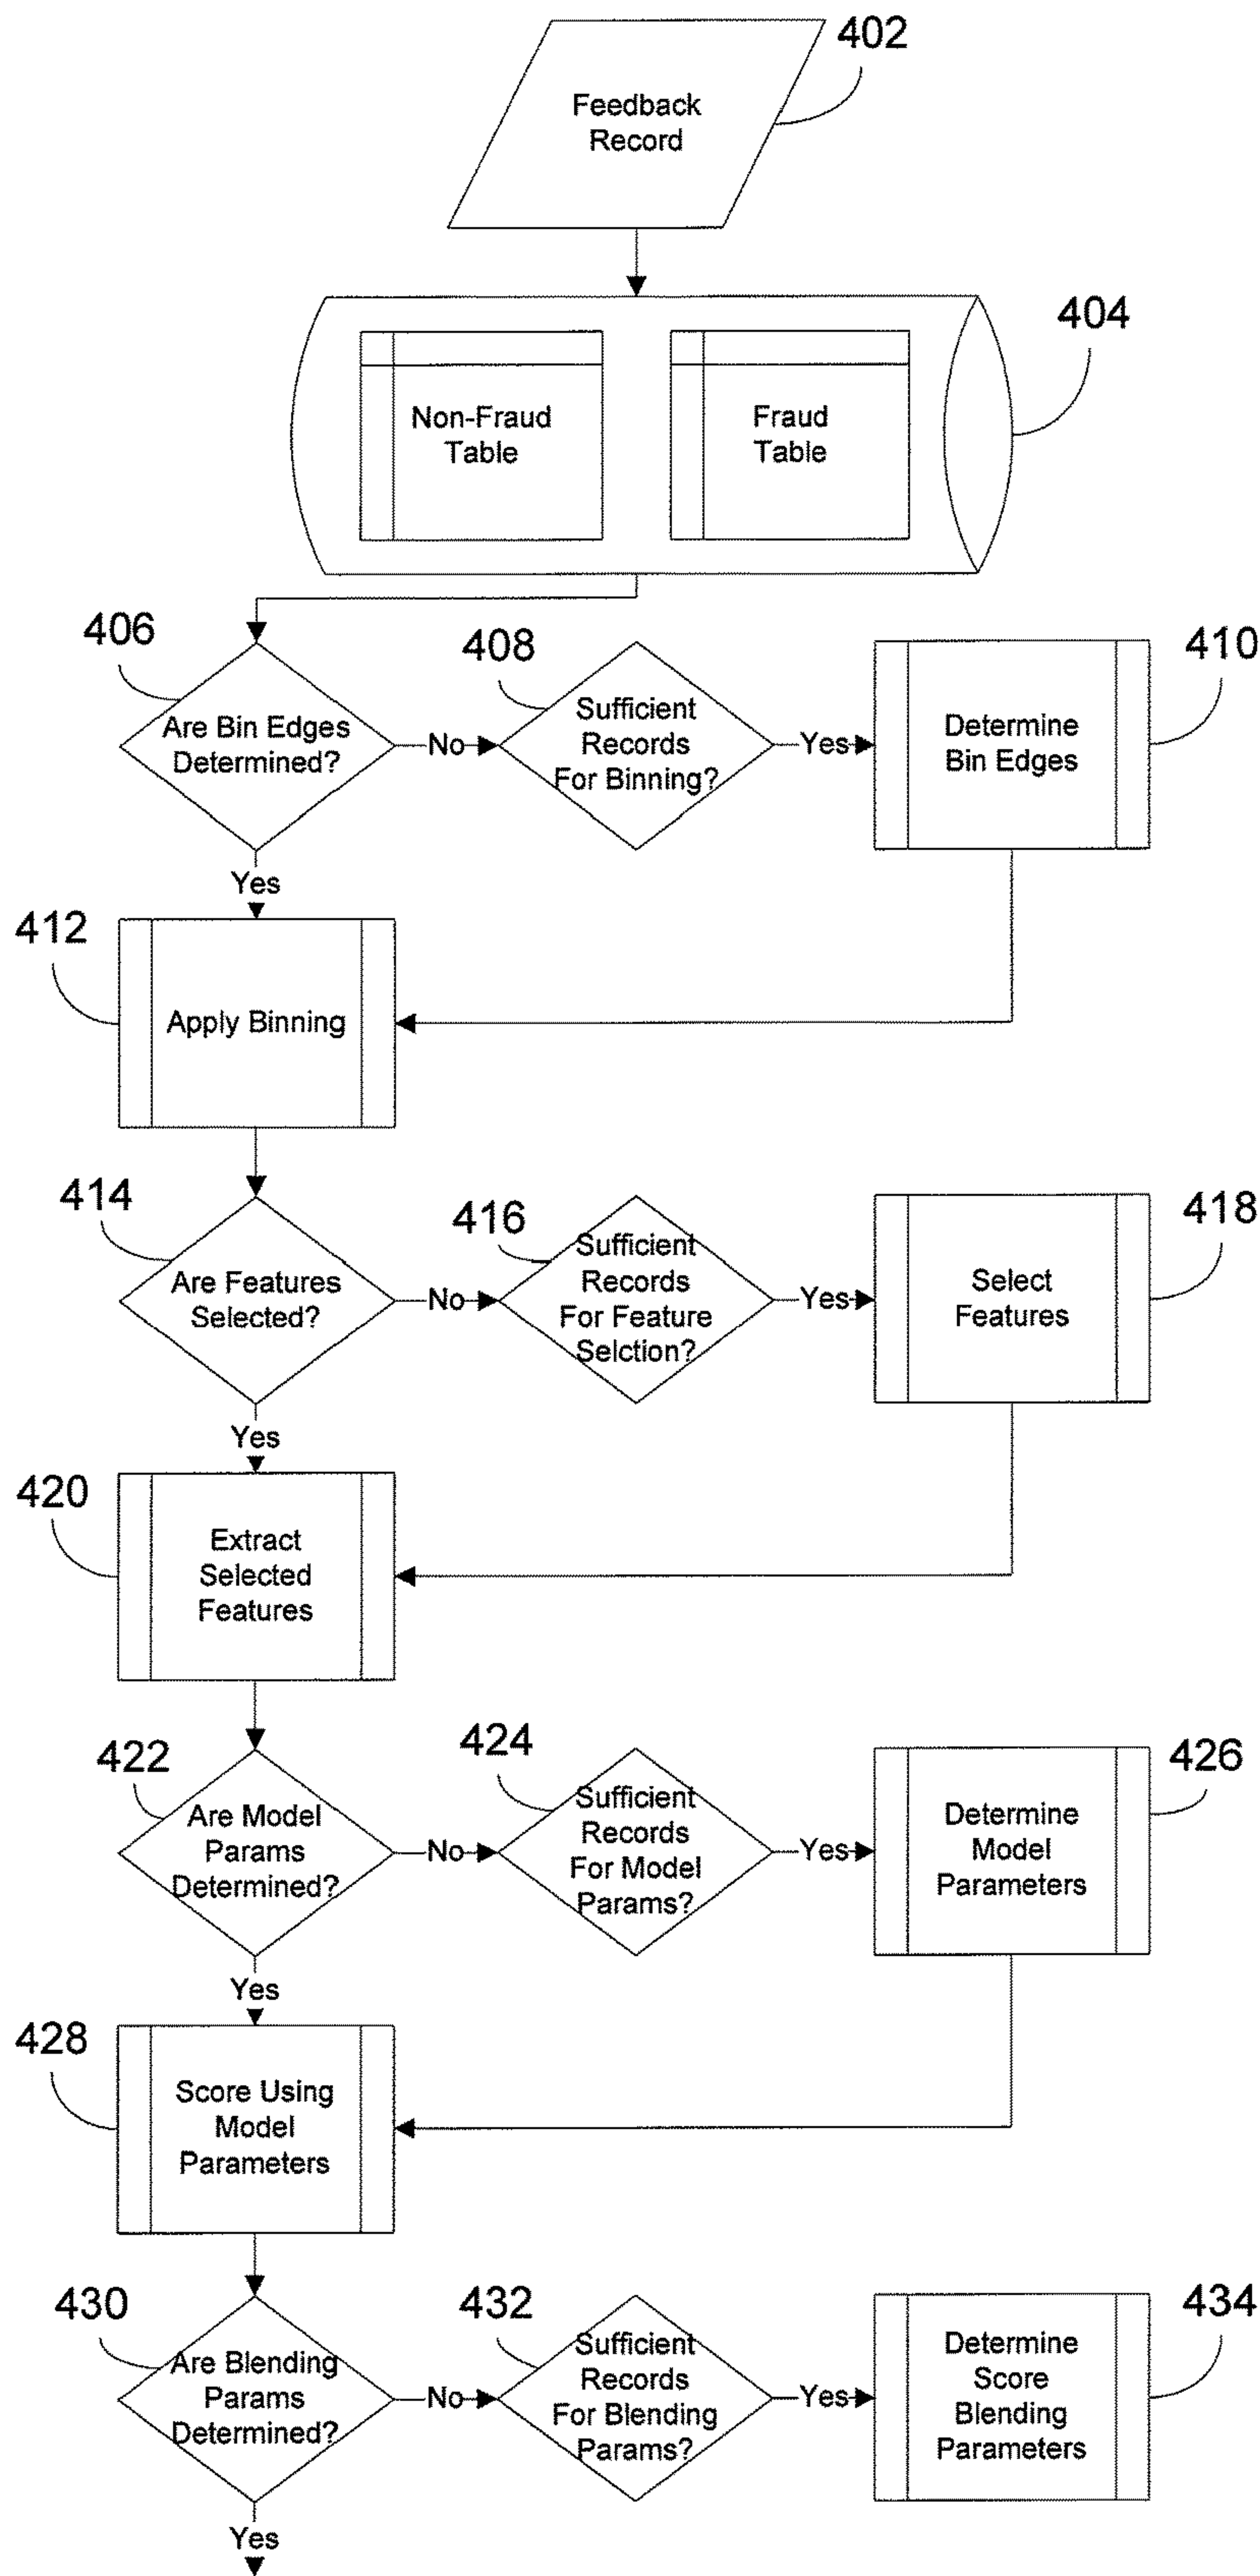 402
Feedback
Record
404
Non-Fraud
Table
Fraud
Table
406
408
410
Are Bin Edges
Determined?
No
Sufficient
Records
For Binning?
Yes
Determine
Bin Edges
Yes
412
Apply Binning
414
416
418
Are Features
Selected?
No
Sufficient
Records
For Feature
Selction?
Yes
Select
Features
Yes
420
Extract
Selected
Features
422
424
426
Are Model
Params
Determined?
No
Sufficient
Records
For Model
Params?
Yes
Determine
Model
Parameters
Yes
428
Score Using
Model
Parameters
430
432
434
Are Blending
Params
Determined?
No
Sufficient
Records
For Blending
Params?
Yes
Determine
Score
Blending
Parameters
Yes